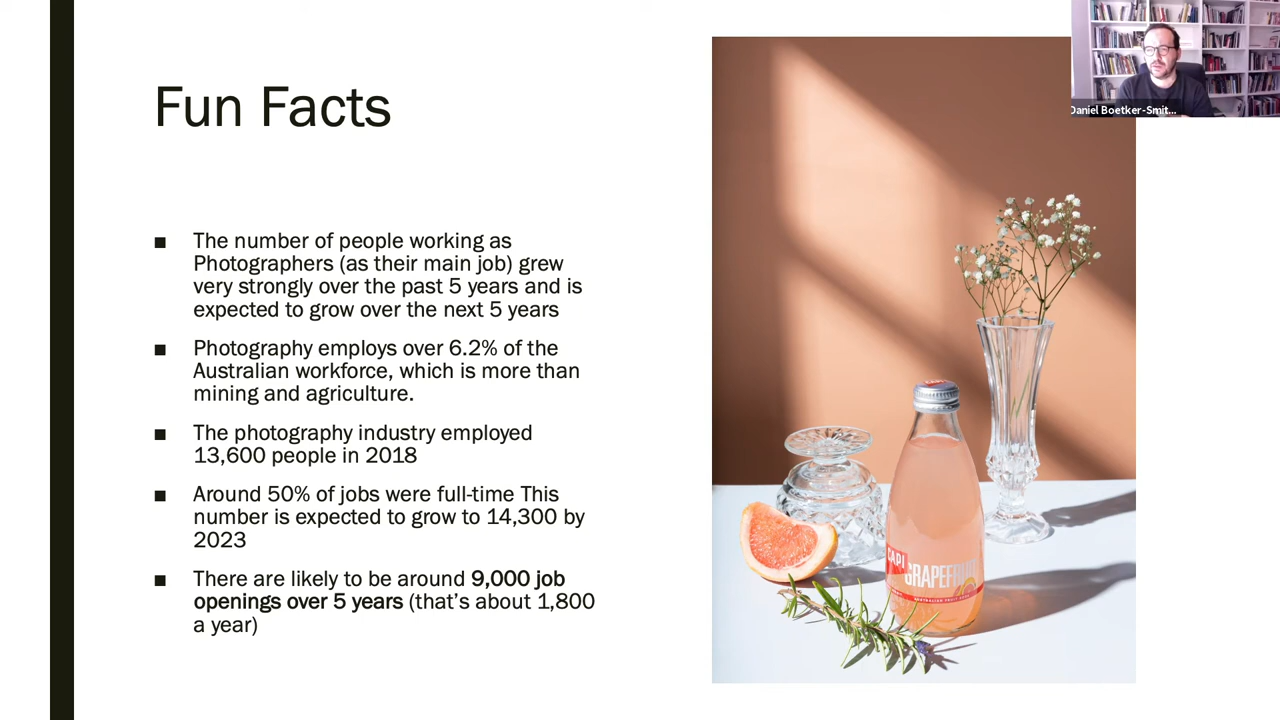 Fun Facts
■ The number of people working as
Photographers (as their main job) grew
very strongly over the past 5 years and is
expected to grow over the next 5 years
■ Photography employs over 6.2% of the
Australian workforce, which is more than
mining and agriculture.
■ The photography industry employed
13,600 people in 2018
■ Around 50% of jobs were full-time This
number is expected to grow to 14,300 by
2023
■ There are likely to be around 9,000 job
openings over 5 years (that’s about 1,800
a year)
Daniel Boetker-Smit...
CAPI
GRAPEFRUIT